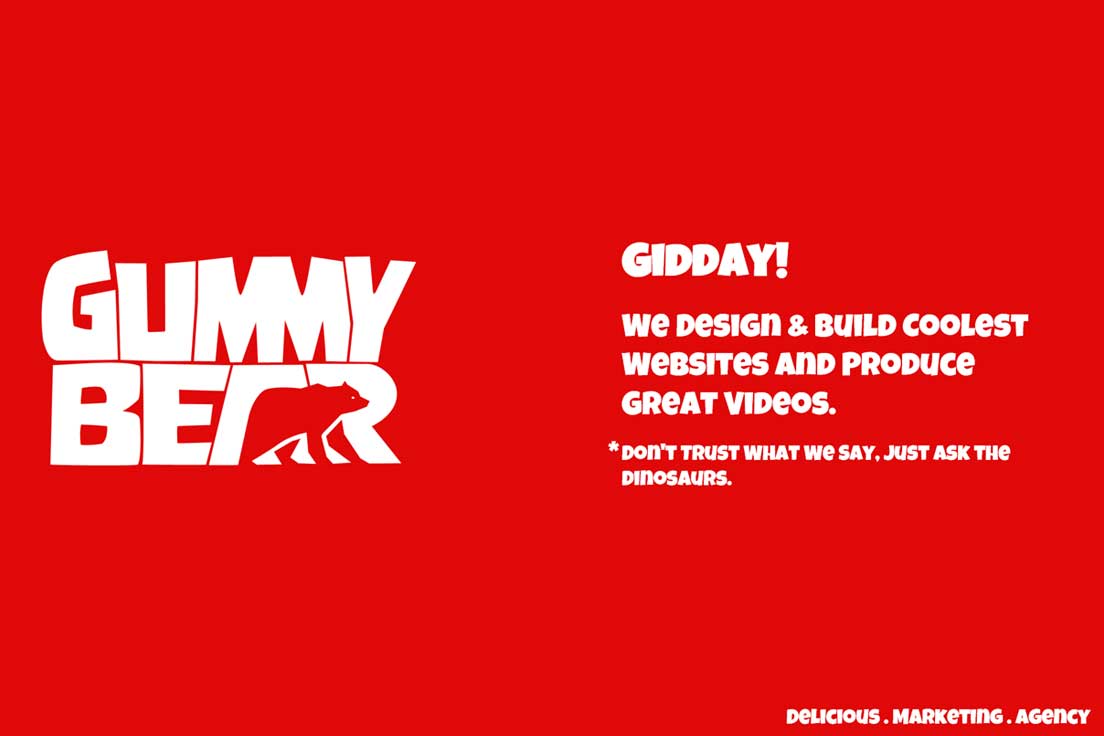 GUMMY
BEAR
GIDDAY!
We Design & Build Coolest
Websites and Produce
Great Videos.
*Don't trust what we say, just ask the
dinosaurs.
Delicious . Marketing . Agency